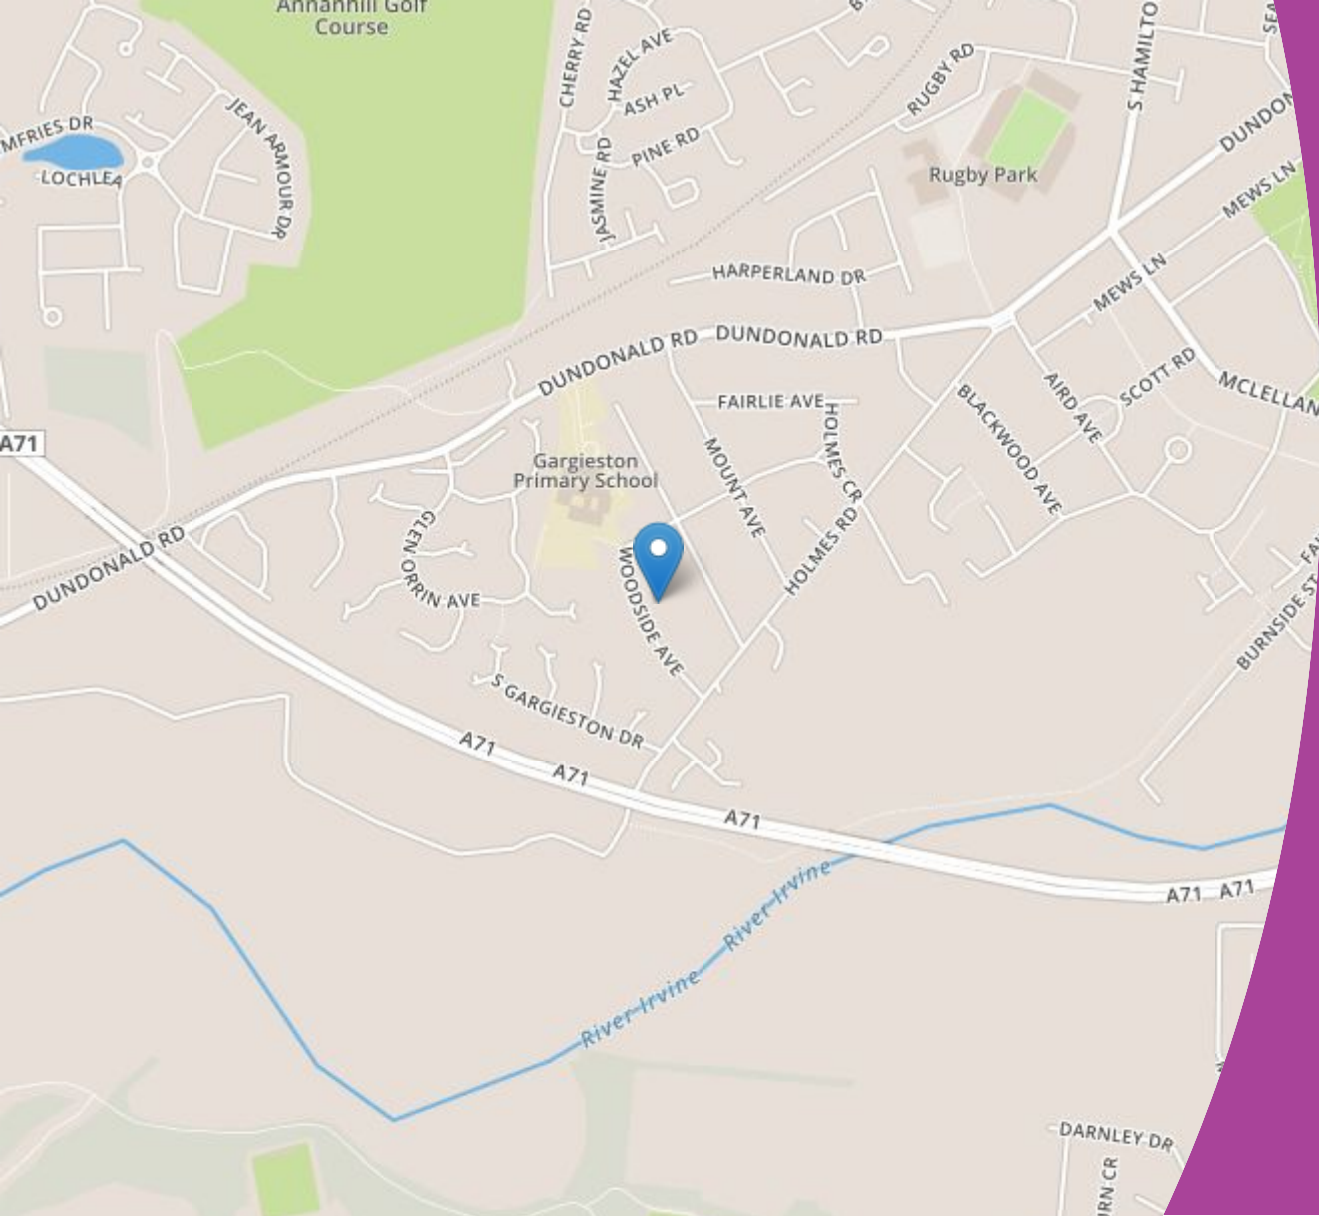 Annanhill Golf
Course
CHERRY RD
HAZEL AVE
ASH PL
PINE RD
JASMINE RD
RUGBY RD
S HAMILTO
DUNDON
MEWS LN
Rugby Park
JEAN ARMOUR DR
MFRIES DR
LOCHLEA
HARPERLAND DR
MEWS LN
DUNDONALD RD
DUNDONALD RD
SCOTT RD
MCLELLAN
AIRD AVE
FAIRLIE AVE
BLACKWOOD AVE
HOLMES CR
MOUNT AVE
A71
Gargieston
Primary School
DUNDONALD RD
GLEN ORRIN AVE
WOODSIDE AVE
HOLMES RD
BURNSIDE ST
S GARGIESTON DR
A71
A71
A71
A71
A71
River Irvine
River Irvine
DARNLEY DR
URN CR